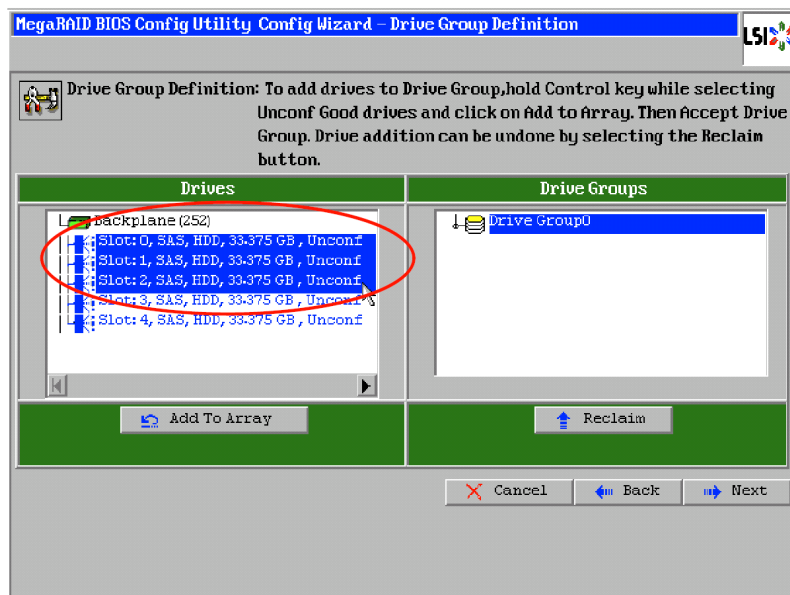 MegaRAID BIOS Config Utility Config Wizard - Drive Group Definition
LSI
Drive Group Definition: To add drives to Drive Group,hold Control key while selecting
Unconf Good drives and click on Add to Array. Then Accept Drive
Group. Drive addition can be undone by selecting the Reclaim
button.
Drives
Drive Groups
Backplane (252)
Slot: 0, SAS, HDD, 33.375 GB , Unconf
Slot: 1, SAS, HDD, 33.375 GB , Unconf
Slot: 2, SAS, HDD, 33.375 GB , Unconf
Slot: 3, SAS, HDD, 33.375 GB , Unconf
Slot: 4, SAS, HDD, 33.375 GB , Unconf
Drive Group0
Add To Array
Reclaim
Cancel
Back
Next